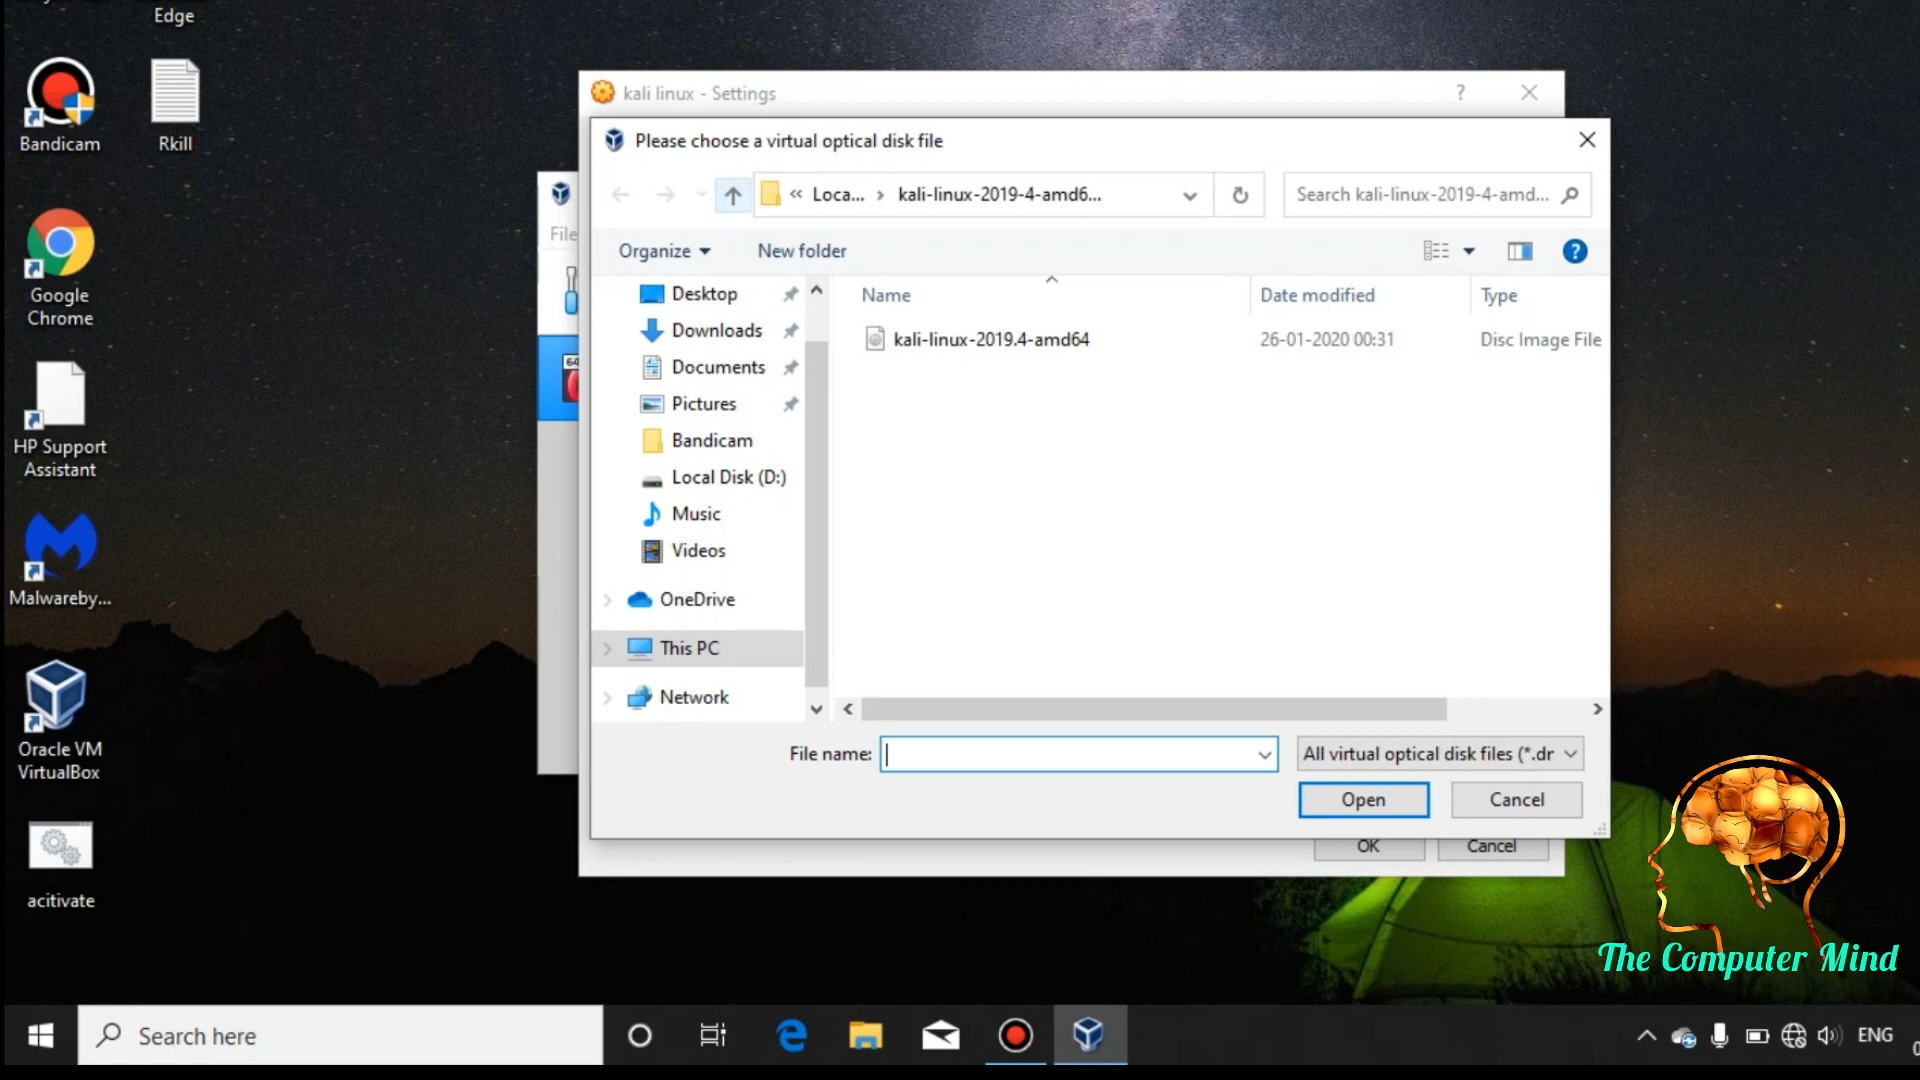 Edge
Bandicam
Rkill
Google
Chrome
HP Support
Assistant
Malwareby...
Oracle VM
VirtualBox
acitivate
kali linux - Settings
?
File
64
Please choose a virtual optical disk file
« Loca... › kali-linux-2019-4-amd6...
Search kali-linux-2019-4-amd...
Organize
New folder
?
Desktop
Downloads
Documents
Pictures
Bandicam
Local Disk (D:)
Music
Videos
OneDrive
This PC
Network
Name
Date modified
Type
kali-linux-2019.4-amd64
26-01-2020 00:31
Disc Image File
File name:
All virtual optical disk files (*.dr
Open
Cancel
OK
Cancel
The Computer Mind
Search here
ENG